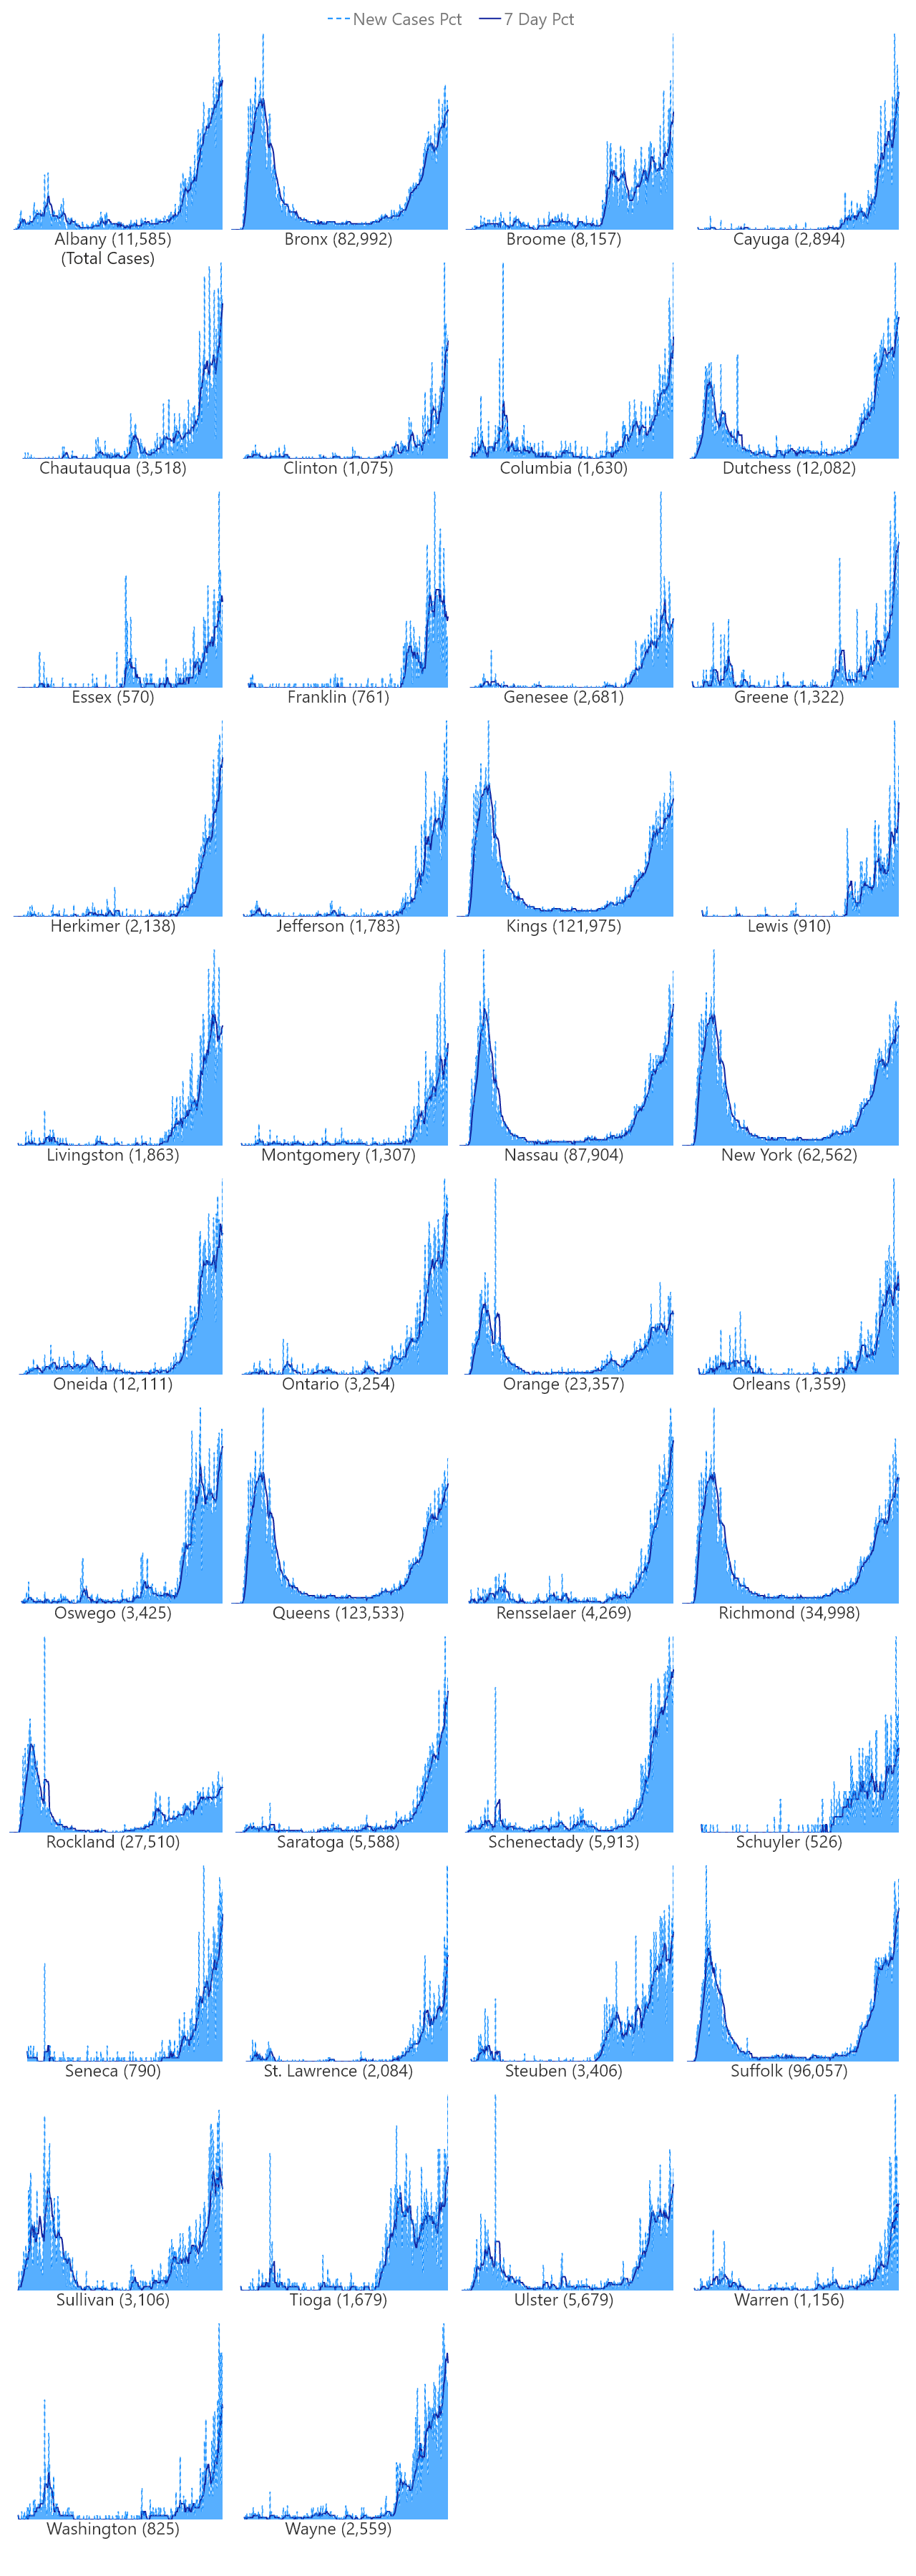 New Cases Pct 7 Day Pct
Albany (11,585) Bronx (82,992) Broome (8,157) Cayuga (2,894)
(Total Cases)
Chautauqua (3,518) Clinton (1,075) Columbia (1,630) Dutchess (12,082)
Essex (570) Franklin (761) Genesee (2,681) Greene (1,322)
Herkimer (2,138) Jefferson (1,783) Kings (121,975) Lewis (910)
Livingston (1,863) Montgomery (1,307) Nassau (87,904) New York (62,562)
Oneida (12,111) Ontario (3,254) Orange (23,357) Orleans (1,359)
Oswego (3,425) Queens (123,533) Rensselaer (4,269) Richmond (34,998)
Rockland (27,510) Saratoga (5,588) Schenectady (5,913) Schuyler (526)
Seneca (790) St. Lawrence (2,084) Steuben (3,406) Suffolk (96,057)
Sullivan (3,106) Tioga (1,679) Ulster (5,679) Warren (1,156)
Washington (825) Wayne (2,559)